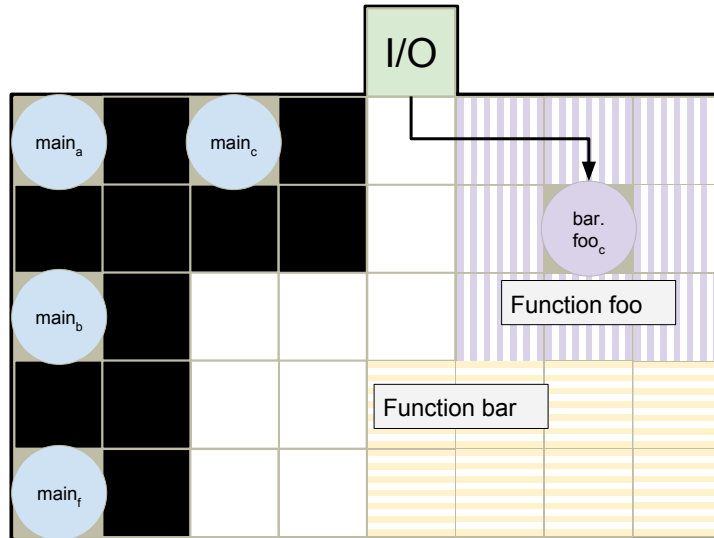 I/O
main_a
main_c
bar.
foo_c
main_b
Function foo
Function bar
main_f